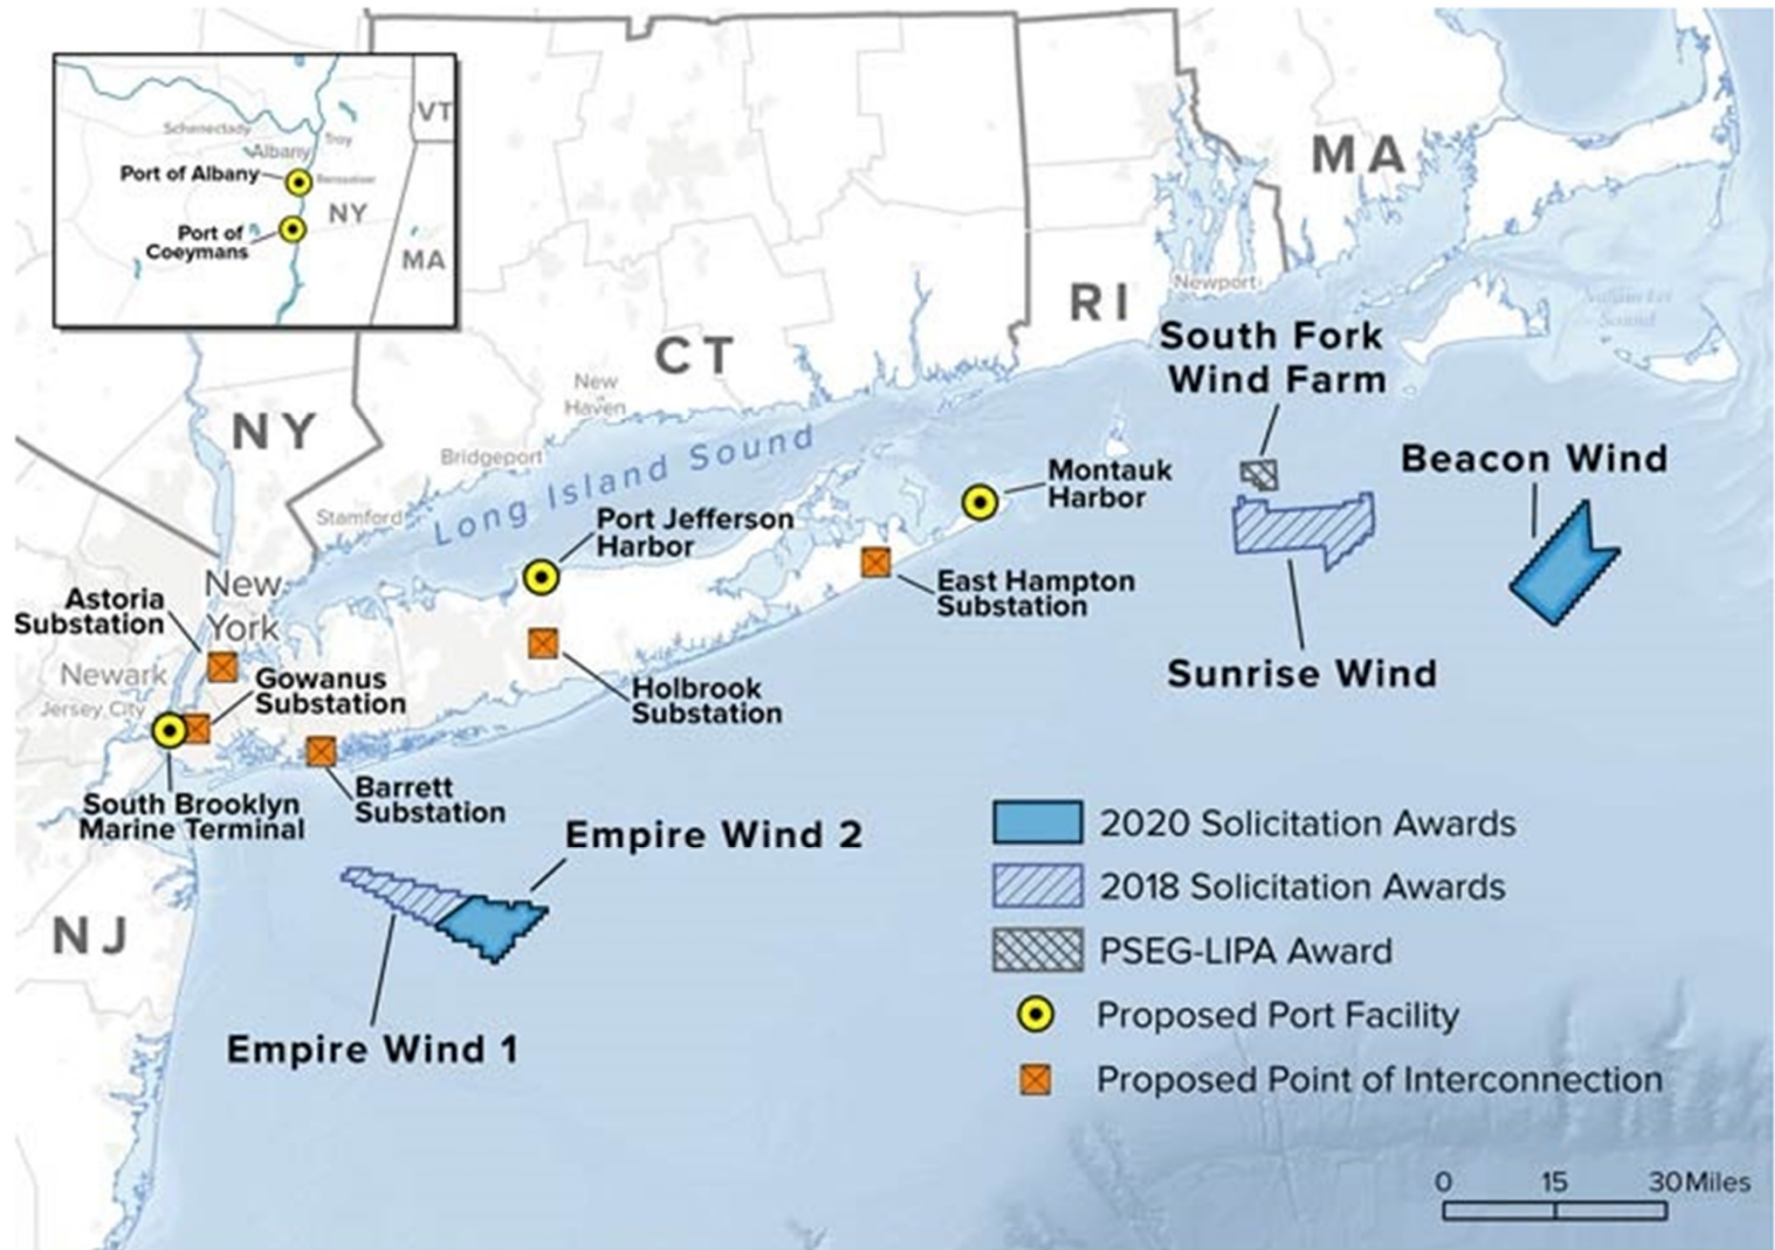 VT
Schenectady
Troy
Albany
Port of Albany
Rensselaer
NY
Port of
Coeymans
MA
MA
RI
Newport
Nantucket
Sound
South Fork
Wind Farm
CT
New
Haven
NY
Bridgeport
Long Island Sound
Beacon Wind
Montauk
Harbor
Stamford
Port Jefferson
Harbor
East Hampton
Substation
New
York
Astoria
Substation
Sunrise Wind
Newark
Gowanus
Substation
Jersey City
Holbrook
Substation
South Brooklyn
Marine Terminal
Barrett
Substation
Empire Wind 2
NJ
Empire Wind 1
2020 Solicitation Awards
2018 Solicitation Awards
PSEG-LIPA Award
Proposed Port Facility
Proposed Point of Interconnection
0 15 30 Miles